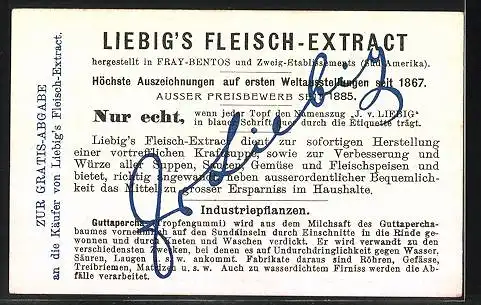 ZUR GRATIS-ABGABE
an die Käufer von Liebig's Fleisch-Extract.
LIEBIG'S FLEISCH-EXTRACT
hergestellt in FRAY-BENTOS und Zweig-Etablissements (Süd-Amerika).
Höchste Auszeichnungen auf ersten Weltausstellungen seit 1867.
AUSSER PREISBEWERB SEIT 1885.
Nur echt, wenn jeder Topf den Namenszug „J. v. LIEBIG"
in blauer Schrift quer durch die Etiquette trägt.
Liebig's Fleisch-Extract dient zur sofortigen Herstellung
einer vortrefflichen Kraftsuppe, sowie zur Verbesserung und
Würze aller Suppen, Saucen, Gemüse und Fleischspeisen und
bietet, richtig angewandt, neben ausserordentlicher Bequemlich-
keit das Mittel zu grosser Ersparniss im Haushalte.
J. v. Liebig
Industriepflanzen.
Guttapercha (Tropfengummi) wird aus dem Milchsaft des Guttapercha-
baumes vornehmlich auf den Sundainseln durch Einschnitte in die Rinde ge-
wonnen und durch Kneten und Waschen verdickt. Er wird verwandt zu den
verschiedensten Zwecken, bei denen es auf Undurchdringlichkeit gegen Wasser,
Säuren, Laugen u. s. w. ankommt. Fabrikate daraus sind Röhren, Gefässe,
Treibriemen, Matrizen u. s. w. Auch zu wasserdichtem Firniss werden die Ab-
fälle verarbeitet.